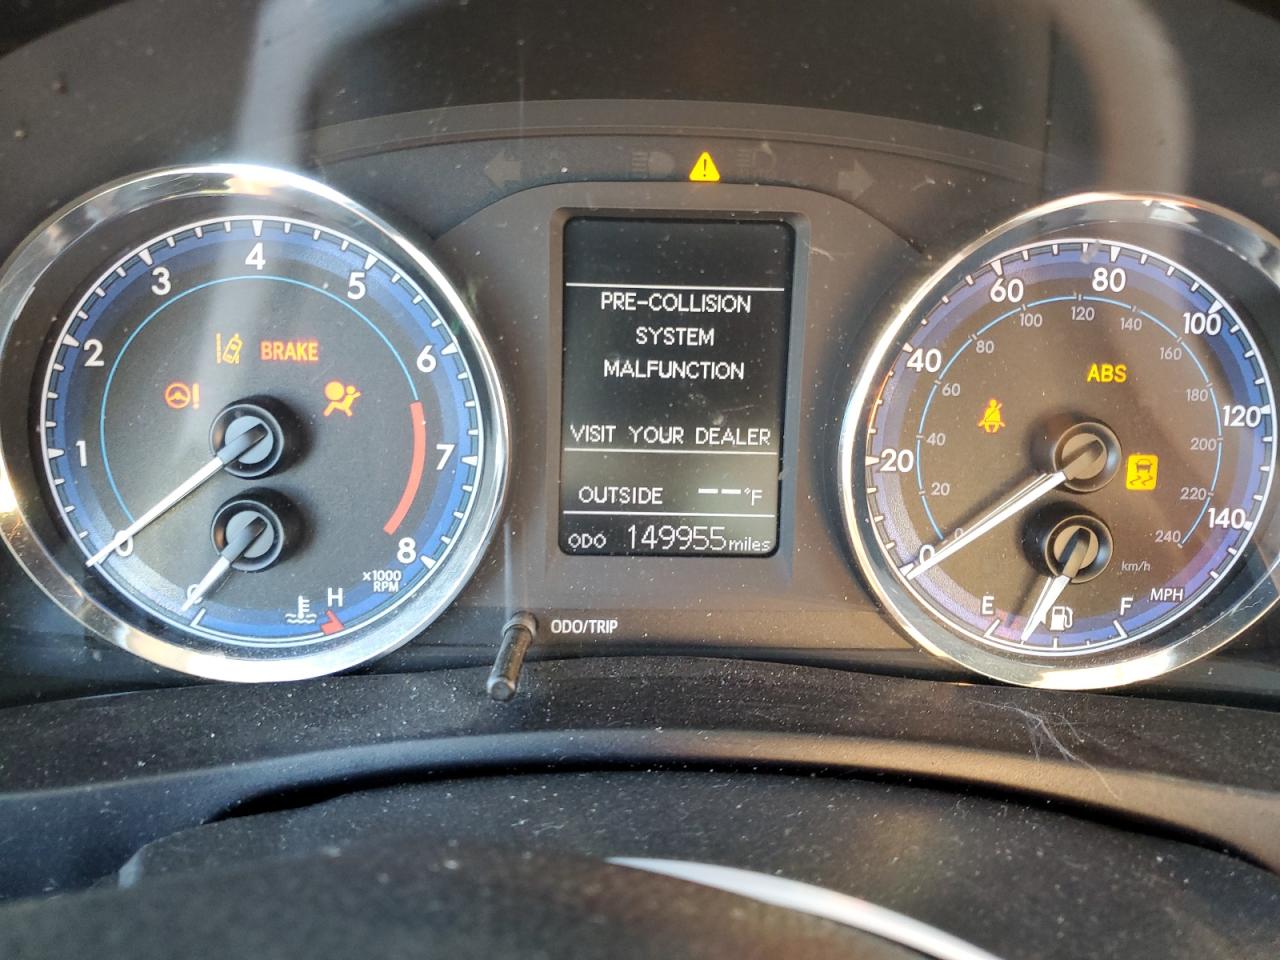 0
1
2
3
4
5
6
7
8
BRAKE
x1000
RPM
C
H
ODO/TRIP
PRE-COLLISION
SYSTEM
MALFUNCTION
VISIT YOUR DEALER
OUTSIDE -- °F
ODO 149955 miles
0
20
40
60
80
100
120
140
MPH
0
20
40
60
80
100
120
140
160
180
200
220
240
km/h
ABS
E
F